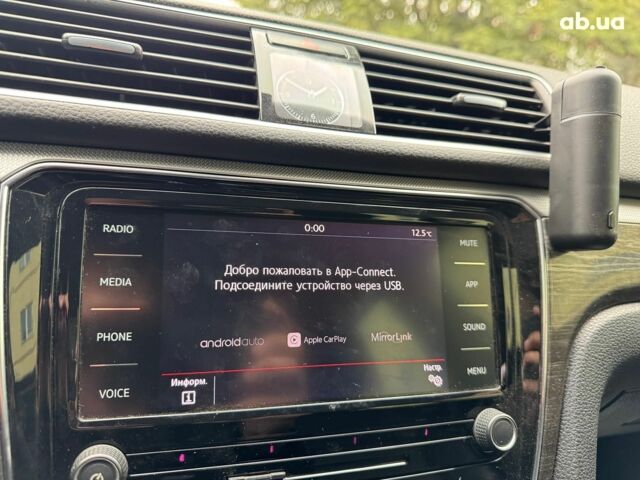 ab.ua
RADIO
MEDIA
PHONE
VOICE
0:00
12.5°C
Добро пожаловать в App-Connect.
Подсоедините устройство через USB.
androidauto
Apple CarPlay
MirrorLink
Информ.
Настр.
MUTE
APP
SOUND
MENU